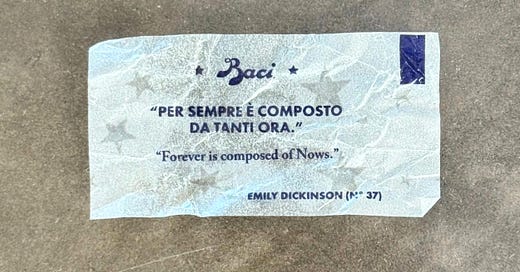 Baci
“PER SEMPRE È COMPOSTO
DA TANTI ORA.”
“Forever is composed of Nows.”
EMILY DICKINSON (N° 37)